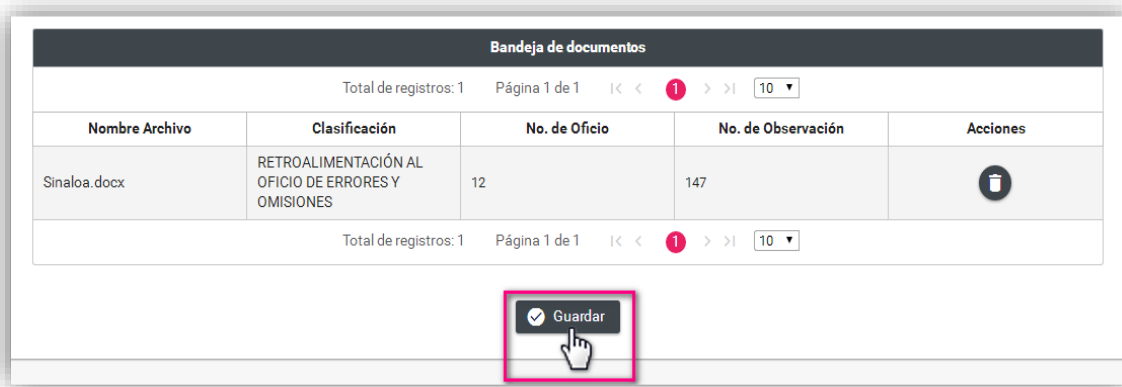 Bandeja de documentos
Total de registros: 1 Página 1 de 1 |< < 1 > >| 10
Nombre Archivo Clasificación No. de Oficio No. de Observación Acciones
Sinaloa.docx RETROALIMENTACIÓN AL OFICIO DE ERRORES Y OMISIONES 12 147
Total de registros: 1 Página 1 de 1 |< < 1 > >| 10
Guardar